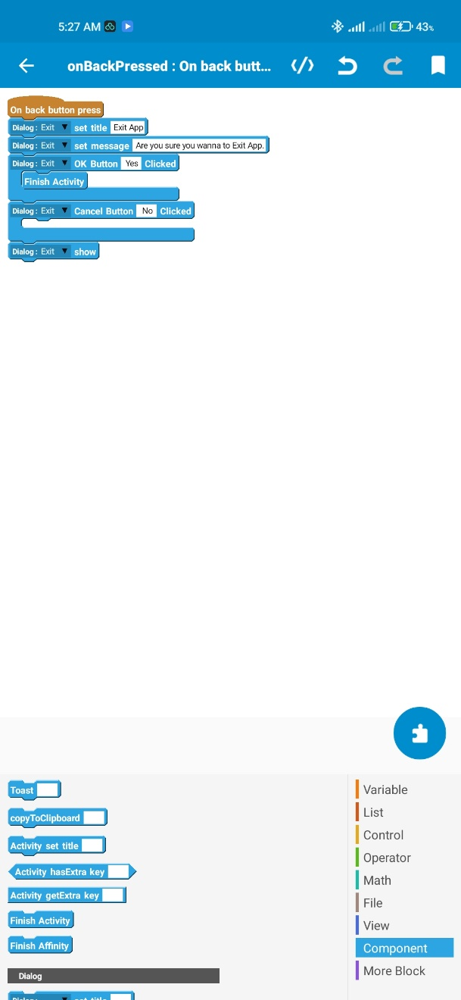 5:27 AM 43%
onBackPressed : On back butt...
On back button press
Dialog : Exit set title Exit App
Dialog : Exit set message Are you sure you wanna to Exit App.
Dialog : Exit OK Button Yes Clicked
Finish Activity
Dialog : Exit Cancel Button No Clicked
Dialog : Exit show
Toast
copyToClipboard
Activity set title
Activity hasExtra key
Activity getExtra key
Finish Activity
Finish Affinity
Dialog
Dialog : set title
Variable
List
Control
Operator
Math
File
View
Component
More Block